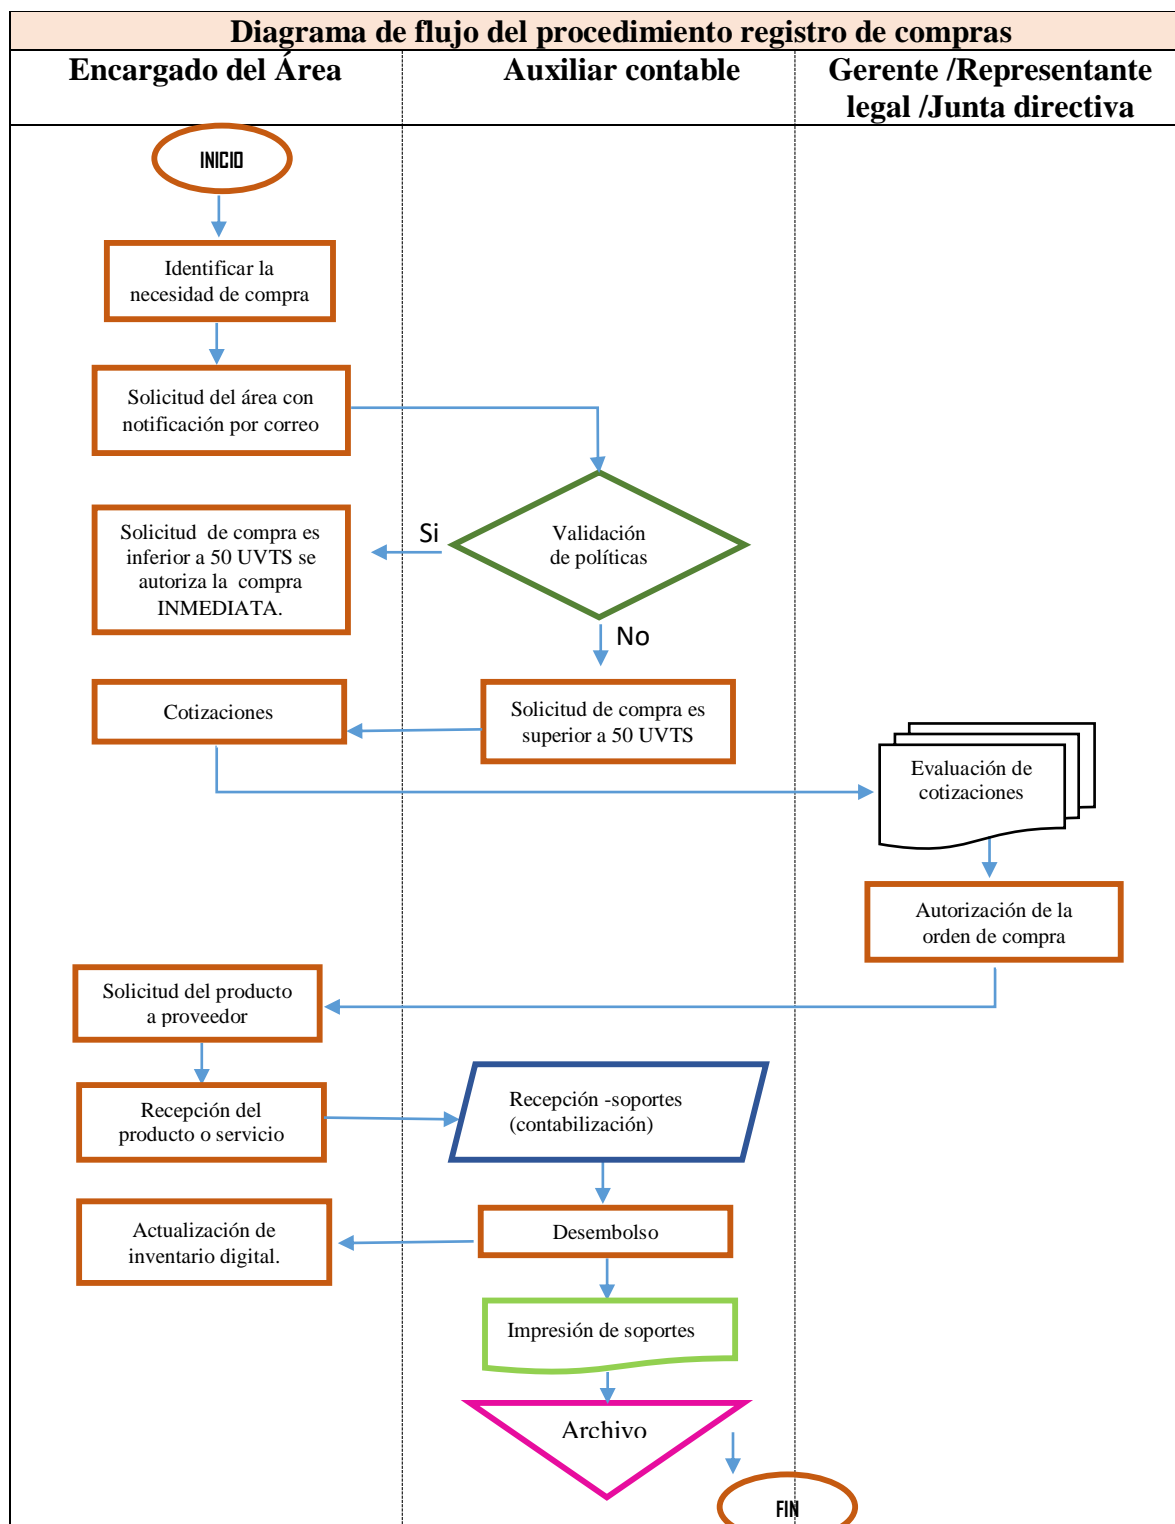 Diagrama de flujo del procedimiento registro de compras
Encargado del Área
Auxiliar contable
Gerente /Representante
legal /Junta directiva
INICIO
Identificar la
necesidad de compra
Solicitud del área con
notificación por correo
Validación
de políticas
Si
Solicitud  de compra es
inferior a 50 UVTS se
autoriza la  compra
INMEDIATA.
No
Solicitud de compra es
superior a 50 UVTS
Cotizaciones
Evaluación de
cotizaciones
Autorización de la
orden de compra
Solicitud del producto
a proveedor
Recepción del
producto o servicio
Recepción -soportes
(contabilización)
Desembolso
Actualización de
inventario digital.
Impresión de soportes
Archivo
FIN